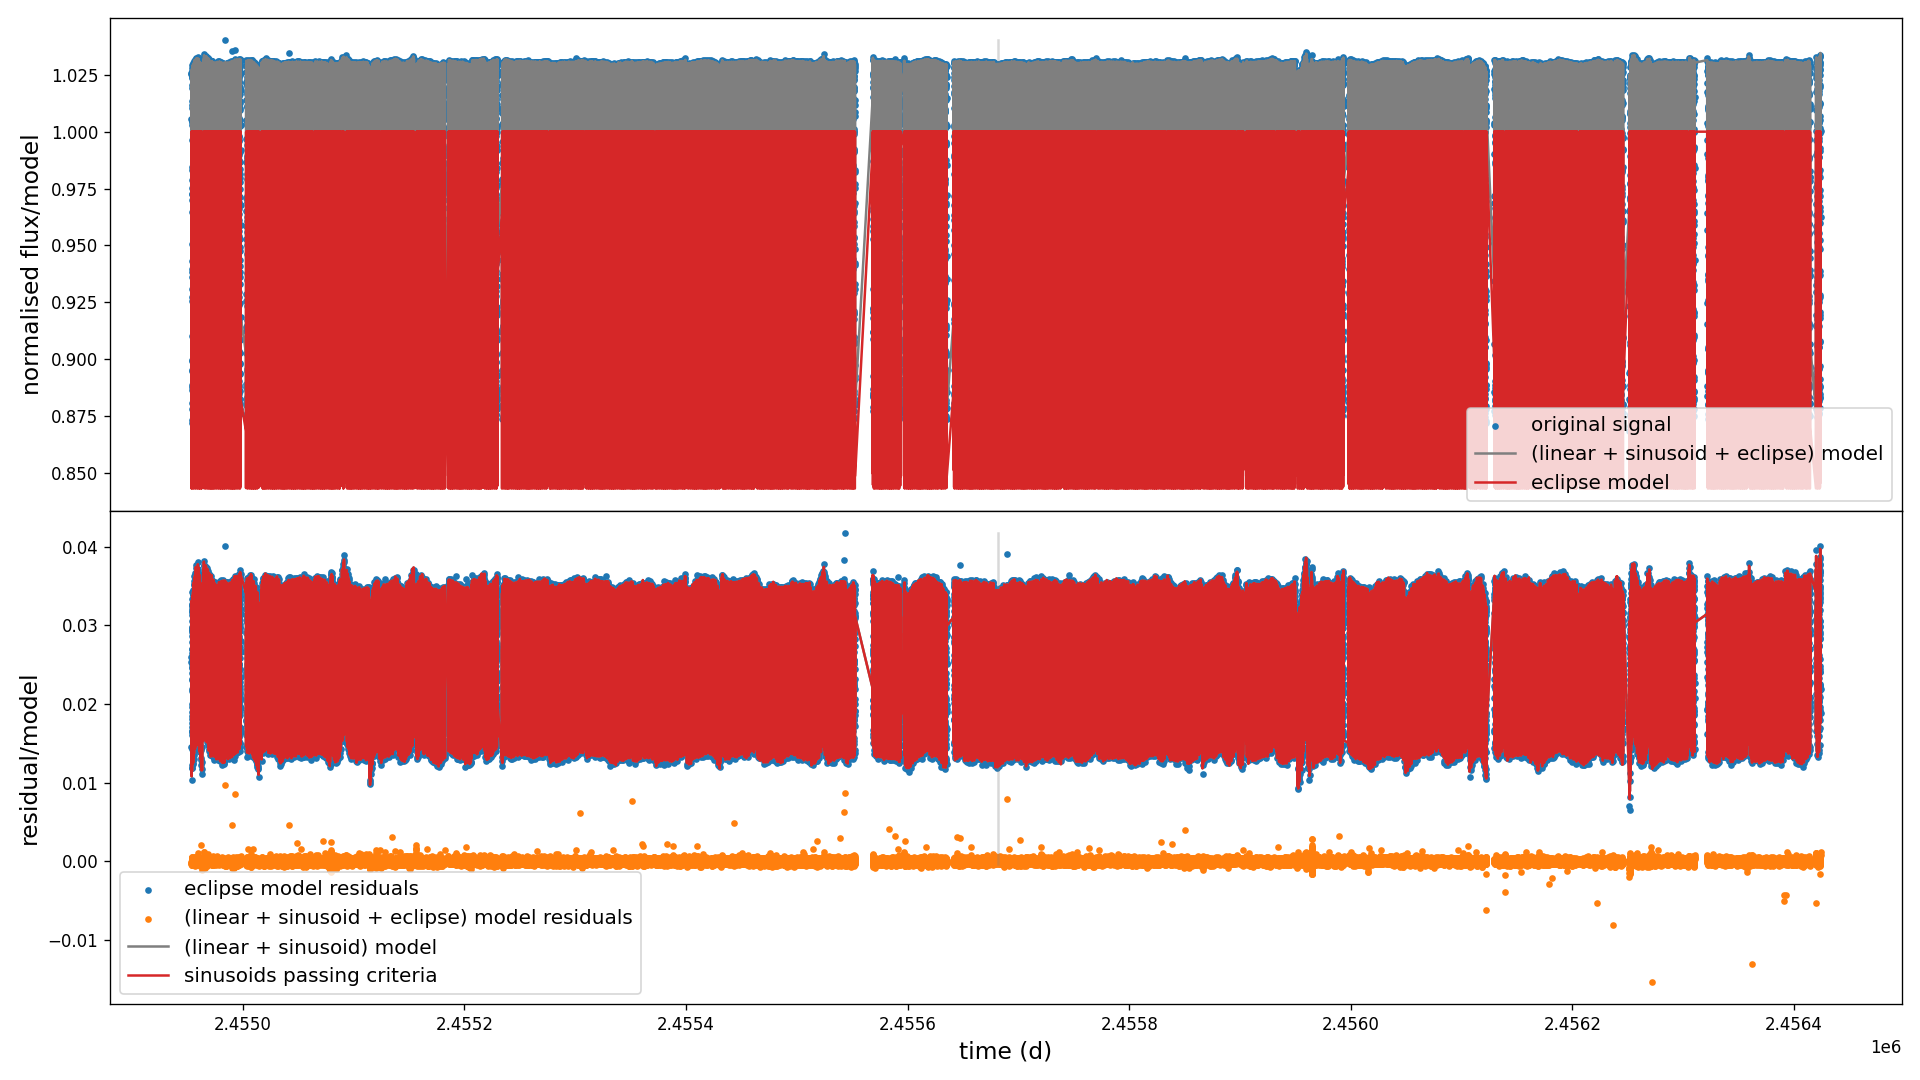 normalised flux/model
1.025
1.000
0.975
0.950
0.925
0.900
0.875
0.850
original signal
(linear + sinusoid + eclipse) model
eclipse model
residual/model
0.04
0.03
0.02
0.01
0.00
−0.01
eclipse model residuals
(linear + sinusoid + eclipse) model residuals
(linear + sinusoid) model
sinusoids passing criteria
2.4550 2.4552 2.4554 2.4556 2.4558 2.4560 2.4562 2.4564
time (d)
1e6